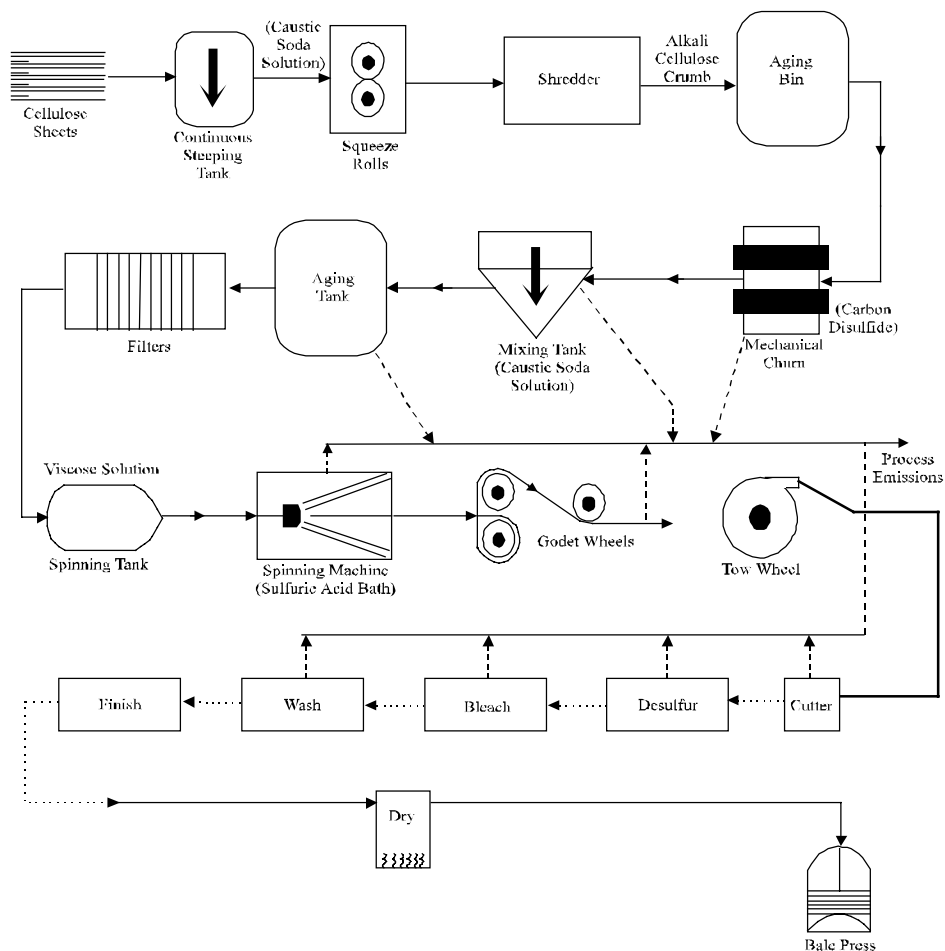 (Caustic
Soda
Solution)
Cellulose
Sheets
Continuous
Steeping
Tank
Squeeze
Rolls
Shredder
Alkali
Cellulose
Crumb
Aging
Bin
Filters
Aging
Tank
Mixing Tank
(Caustic Soda
Solution)
(Carbon
Disulfide)
Mechanical
Churn
Process
Emissions
Viscose Solution
Spinning Tank
Spinning Machine
(Sulfuric Acid Bath)
Godet Wheels
Tow Wheel
Finish
Wash
Bleach
Desulfur
Cutter
Dry
Bale Press